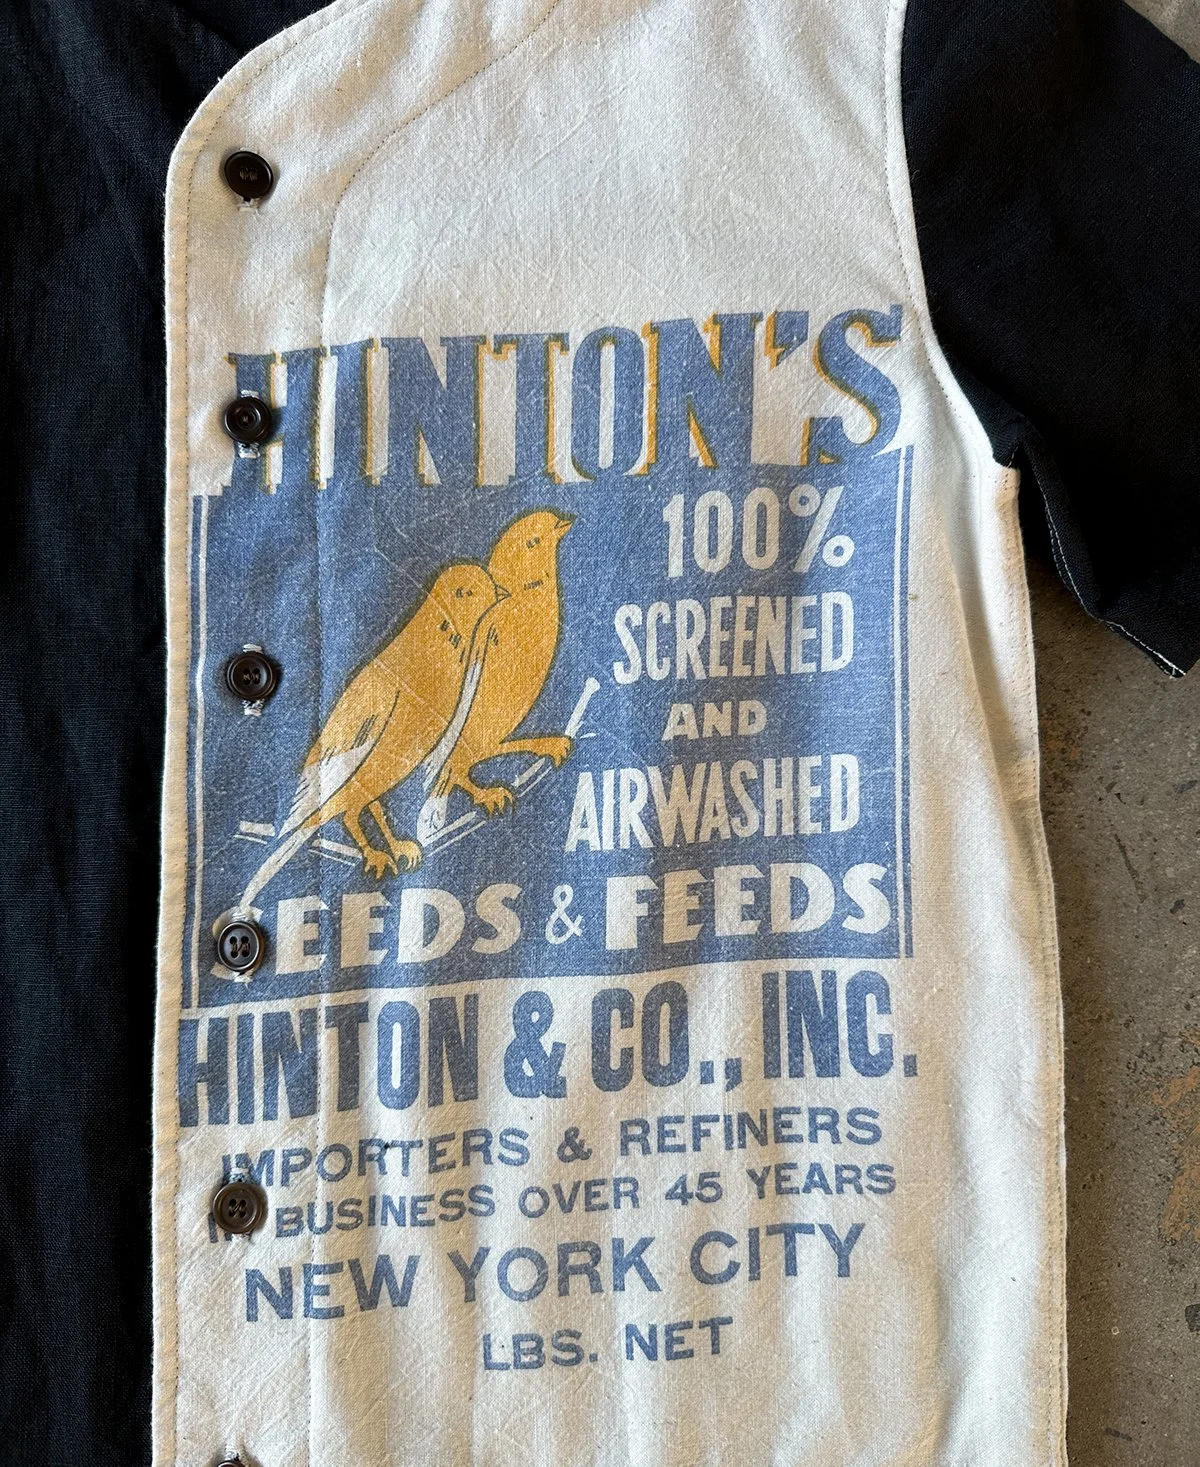 HINTON'S
100%
SCREENED
AND
AIRWASHED
SEEDS & FEEDS
HINTON & CO., INC.
IMPORTERS & REFINERS
IN BUSINESS OVER 45 YEARS
NEW YORK CITY
LBS. NET